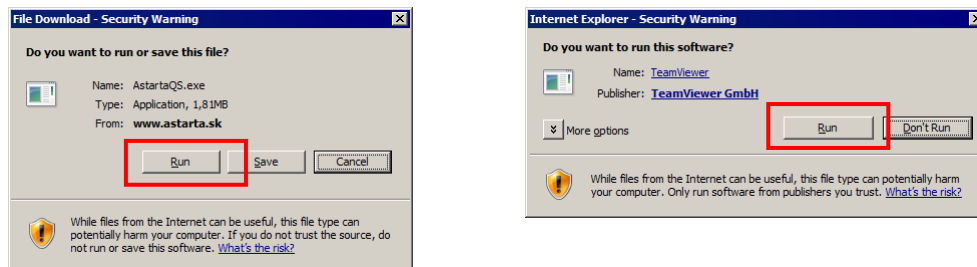 File Download - Security Warning
Do you want to run or save this file?
Name: AstartaQS.exe
Type: Application, 1,81MB
From: www.astarta.sk
Run Save Cancel
While files from the Internet can be useful, this file type can
potentially harm your computer. If you do not trust the source, do
not run or save this software. What's the risk?
Internet Explorer - Security Warning
Do you want to run this software?
Name: TeamViewer
Publisher: TeamViewer GmbH
More options Run Don't Run
While files from the Internet can be useful, this file type can potentially harm
your computer. Only run software from publishers you trust. What's the risk?